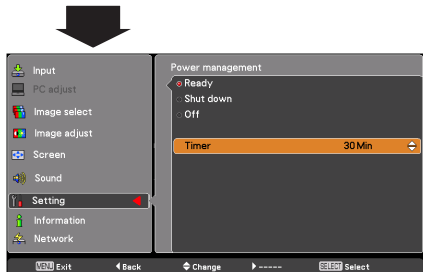 Input
PC adjust
Image select
Image adjust
Screen
Sound
Setting
Information
Network
Power management
Ready
Shut down
Off
Timer 30 Min
MENU Exit Back Change ----- SELECT Select